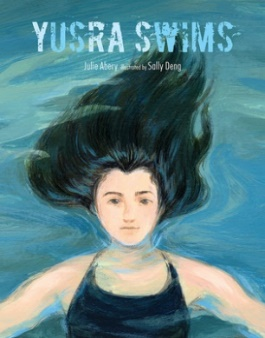 YUSRA SWIMS
Julie Abery illustrated by Sally Deng